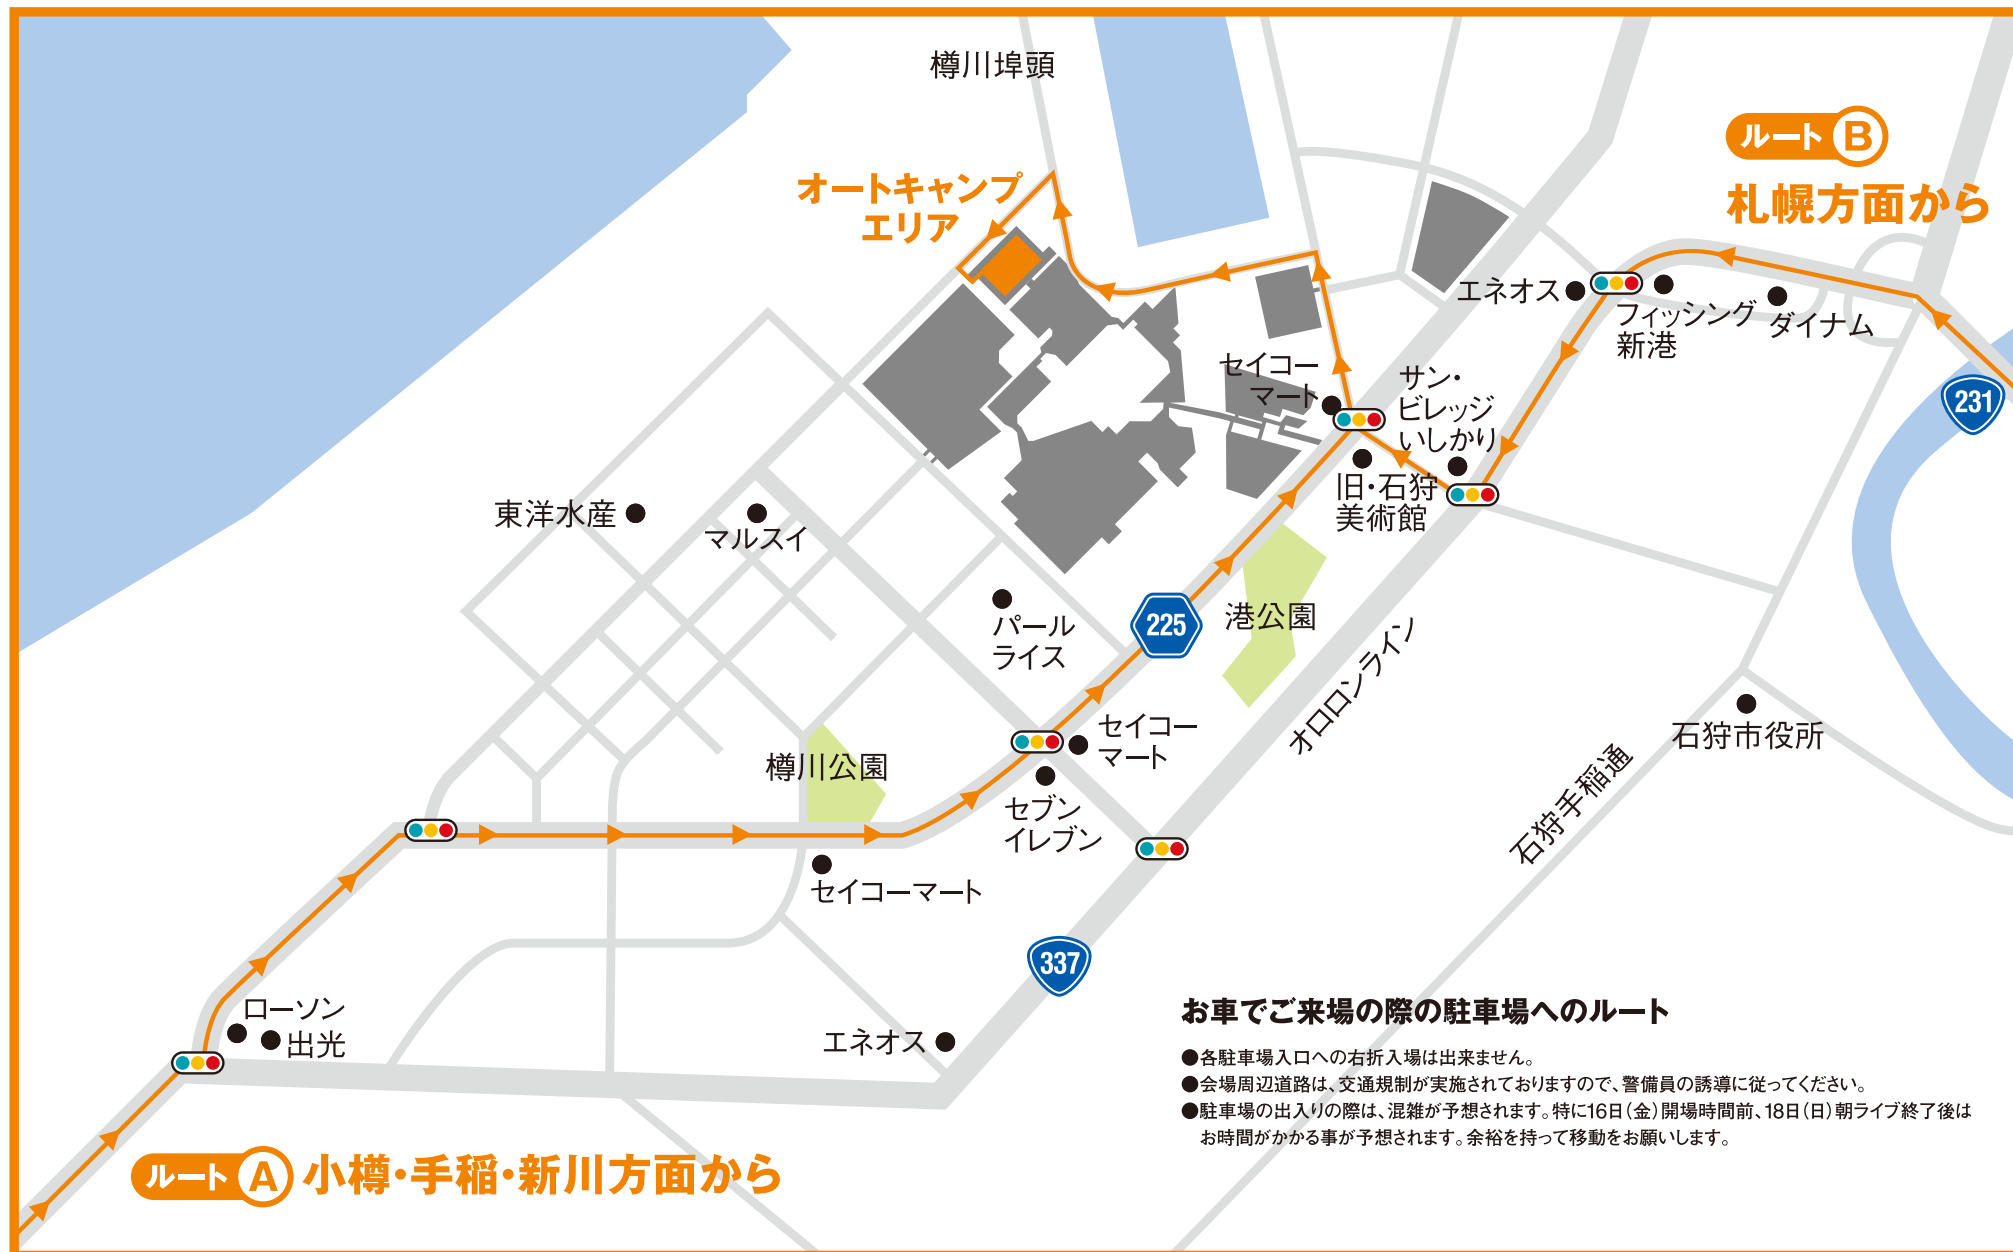 樽川埠頭
ルート B
札幌方面から
オートキャンプ
エリア
エネオス
フィッシング
新港
ダイナム
231
セイコー
マート
サン・
ビレッジ
いしかり
旧・石狩
美術館
東洋水産
マルスイ
パール
ライス
225
港公園
オロロンライン
石狩市役所
石狩手稲通
セイコー
マート
セブン
イレブン
樽川公園
セイコーマート
337
ローソン
出光
エネオス
お車でご来場の際の駐車場へのルート
●各駐車場入口への右折入場は出来ません。
●会場周辺道路は、交通規制が実施されておりますので、警備員の誘導に従ってください。
●駐車場の出入りの際は、混雑が予想されます。特に16日(金)開場時間前、18日(日)朝ライブ終了後は
お時間がかかる事が予想されます。余裕を持って移動をお願いします。
ルート A 小樽・手稲・新川方面から